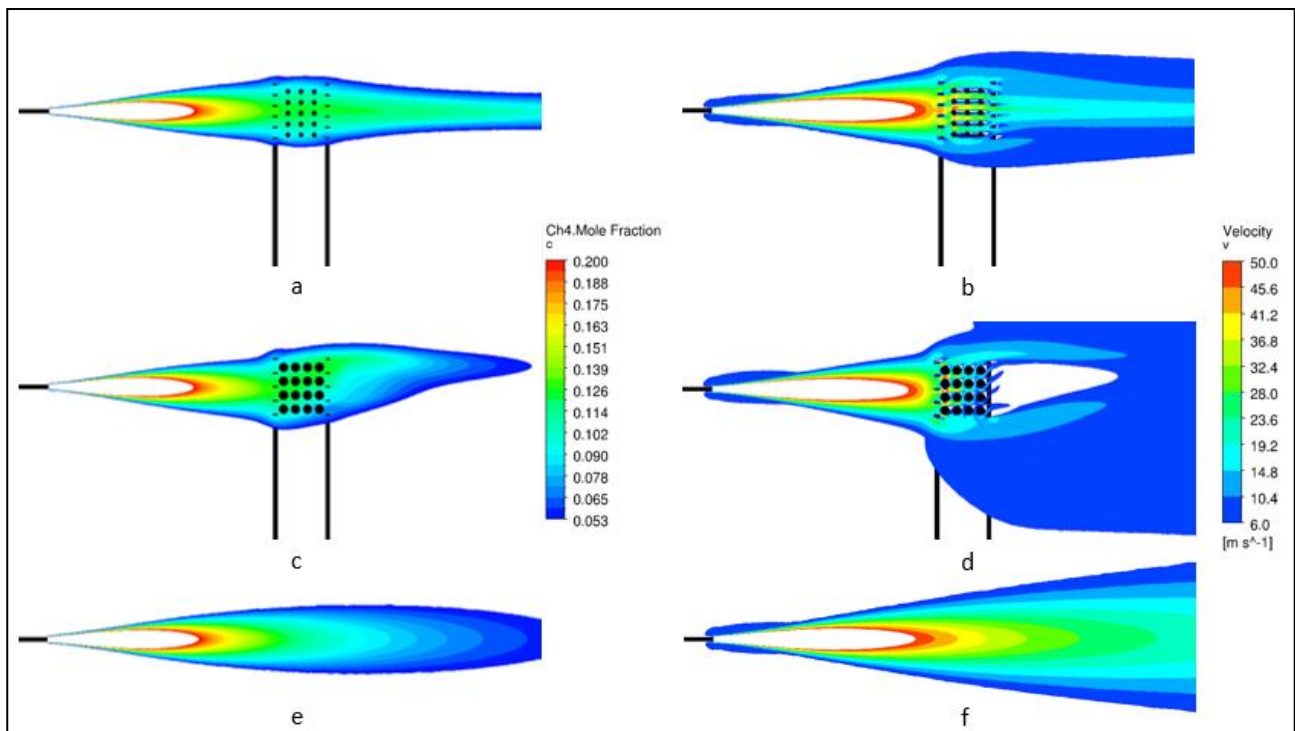 a
b
Ch4.Mole Fraction
c
0.200
0.188
0.175
0.163
0.151
0.139
0.126
0.114
0.102
0.090
0.078
0.065
0.053
Velocity
v
50.0
45.6
41.2
36.8
32.4
28.0
23.6
19.2
14.8
10.4
6.0
[m s^-1]
c
d
e
f